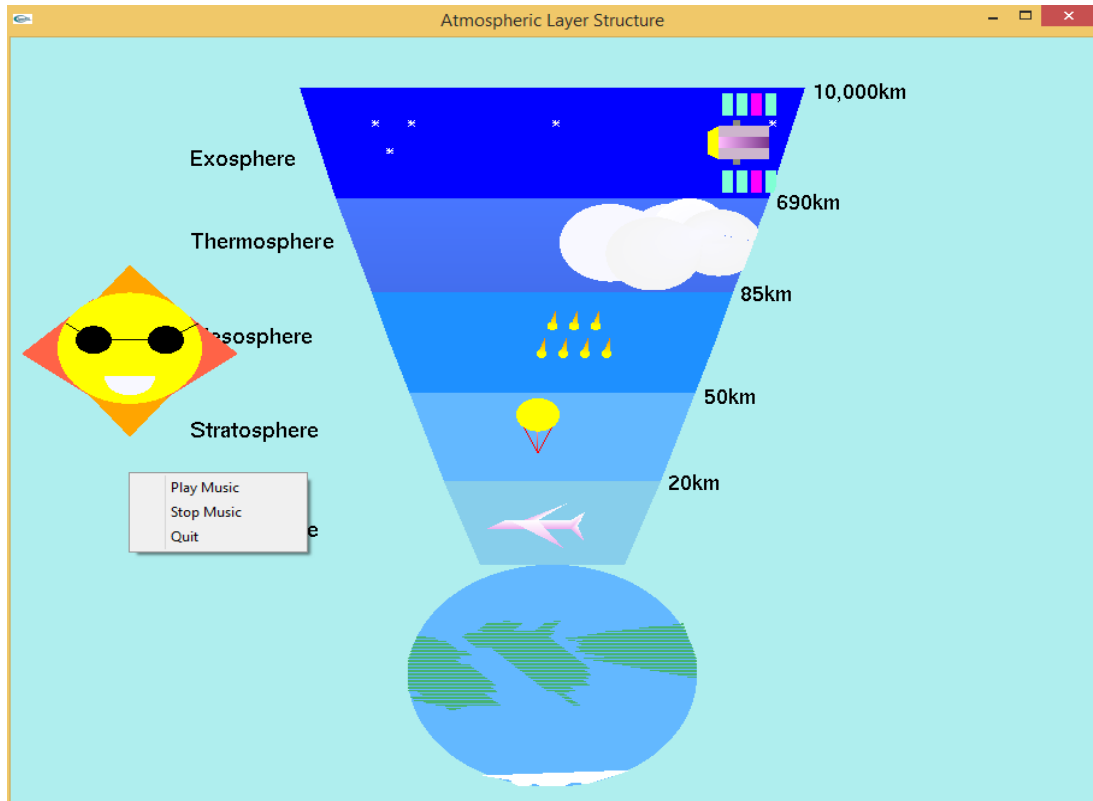 Atmospheric Layer Structure
10,000km
Exosphere
690km
Thermosphere
85km
esosphere
50km
Stratosphere
20km
Play Music
Stop Music
Quit
e